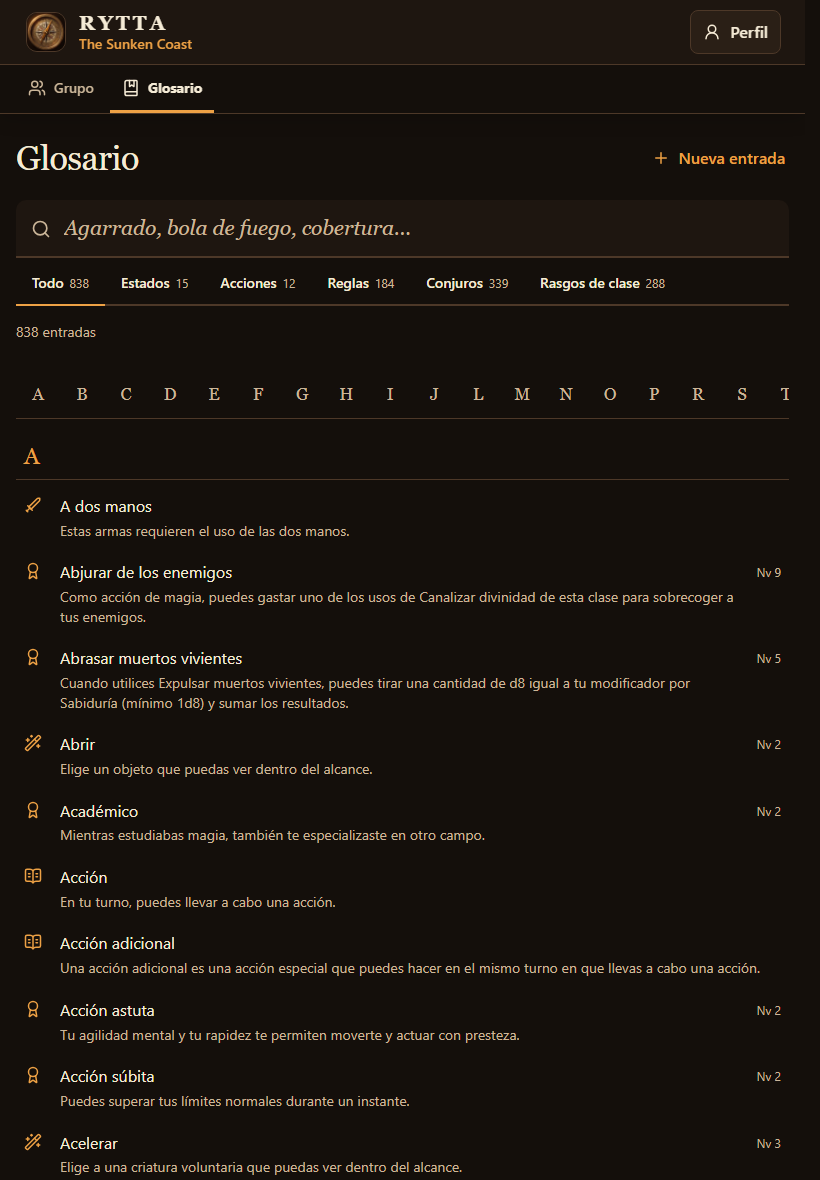 RYTTA
The Sunken Coast
Perfil
Grupo
Glosario
Glosario
Nueva entrada
Agarrado, bola de fuego, cobertura...
Todo 838 Estados 15 Acciones 12 Reglas 184 Conjuros 339 Rasgos de clase 288
838 entradas
A B C D E F G H I J L M N O P R S T
A
A dos manos
Estas armas requieren el uso de las dos manos.
Abjurar de los enemigos Nv 9
Como acción de magia, puedes gastar uno de los usos de Canalizar divinidad de esta clase para sobrecoger a
tus enemigos.
Abrasar muertos vivientes Nv 5
Cuando utilices Expulsar muertos vivientes, puedes tirar una cantidad de d8 igual a tu modificador por
Sabiduría (mínimo 1d8) y sumar los resultados.
Abrir Nv 2
Elige un objeto que puedas ver dentro del alcance.
Académico Nv 2
Mientras estudiabas magia, también te especializaste en otro campo.
Acción
En tu turno, puedes llevar a cabo una acción.
Acción adicional
Una acción adicional es una acción especial que puedes hacer en el mismo turno en que llevas a cabo una acción.
Acción astuta Nv 2
Tu agilidad mental y tu rapidez te permiten moverte y actuar con presteza.
Acción súbita Nv 2
Puedes superar tus límites normales durante un instante.
Acelerar Nv 3
Elige a una criatura voluntaria que puedas ver dentro del alcance.